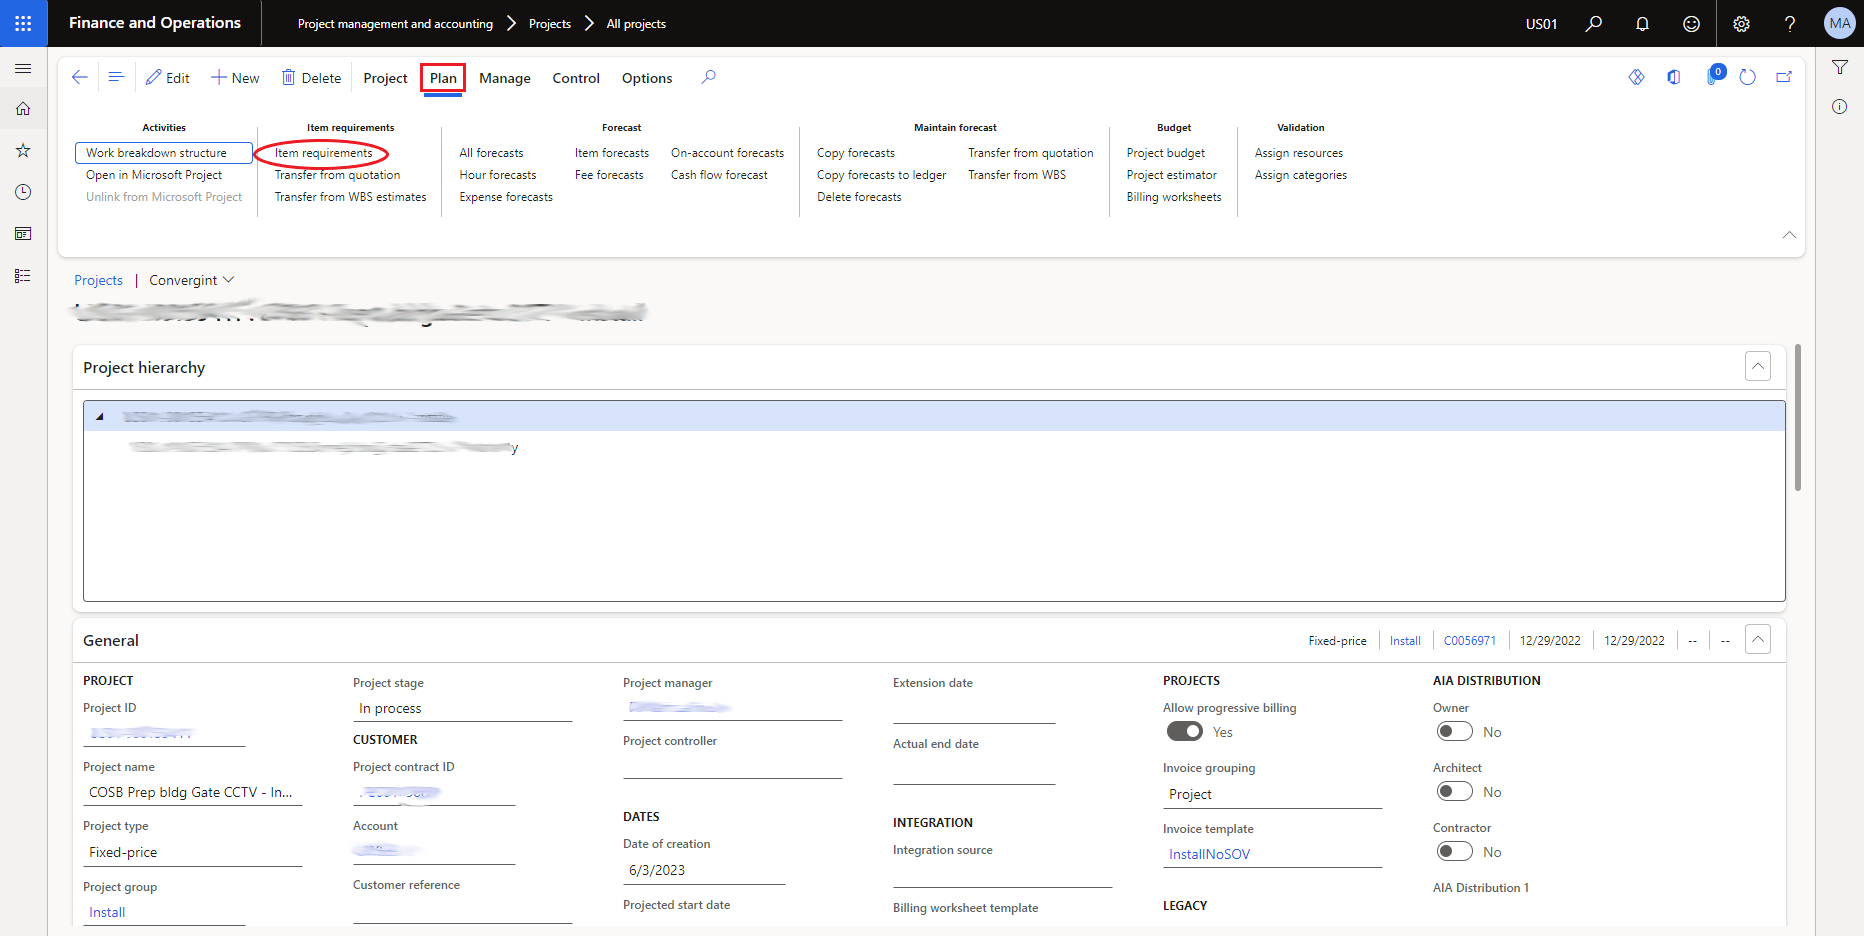 Finance and Operations
Project management and accounting
Projects
All projects
US01
MA
Edit
New
Delete
Project
Plan
Manage
Control
Options
0
Activities
Work breakdown structure
Open in Microsoft Project
Unlink from Microsoft Project
Item requirements
Item requirements
Transfer from quotation
Transfer from WBS estimates
Forecast
All forecasts
Item forecasts
On-account forecasts
Hour forecasts
Fee forecasts
Cash flow forecast
Expense forecasts
Maintain forecast
Copy forecasts
Transfer from quotation
Copy forecasts to ledger
Transfer from WBS
Delete forecasts
Budget
Project budget
Project estimator
Billing worksheets
Validation
Assign resources
Assign categories
Projects | Convergint
Project hierarchy
General
Fixed-price
Install
C0056971
12/29/2022
12/29/2022
--
--
PROJECT
Project ID
Project name
COSB Prep bldg Gate CCTV - In...
Project type
Fixed-price
Project group
Install
Project stage
In process
CUSTOMER
Project contract ID
Account
Customer reference
Project manager
Project controller
DATES
Date of creation
6/3/2023
Projected start date
Extension date
Actual end date
INTEGRATION
Integration source
Billing worksheet template
PROJECTS
Allow progressive billing
Yes
Invoice grouping
Project
Invoice template
InstallNoSOV
LEGACY
AIA DISTRIBUTION
Owner
No
Architect
No
Contractor
No
AIA Distribution 1